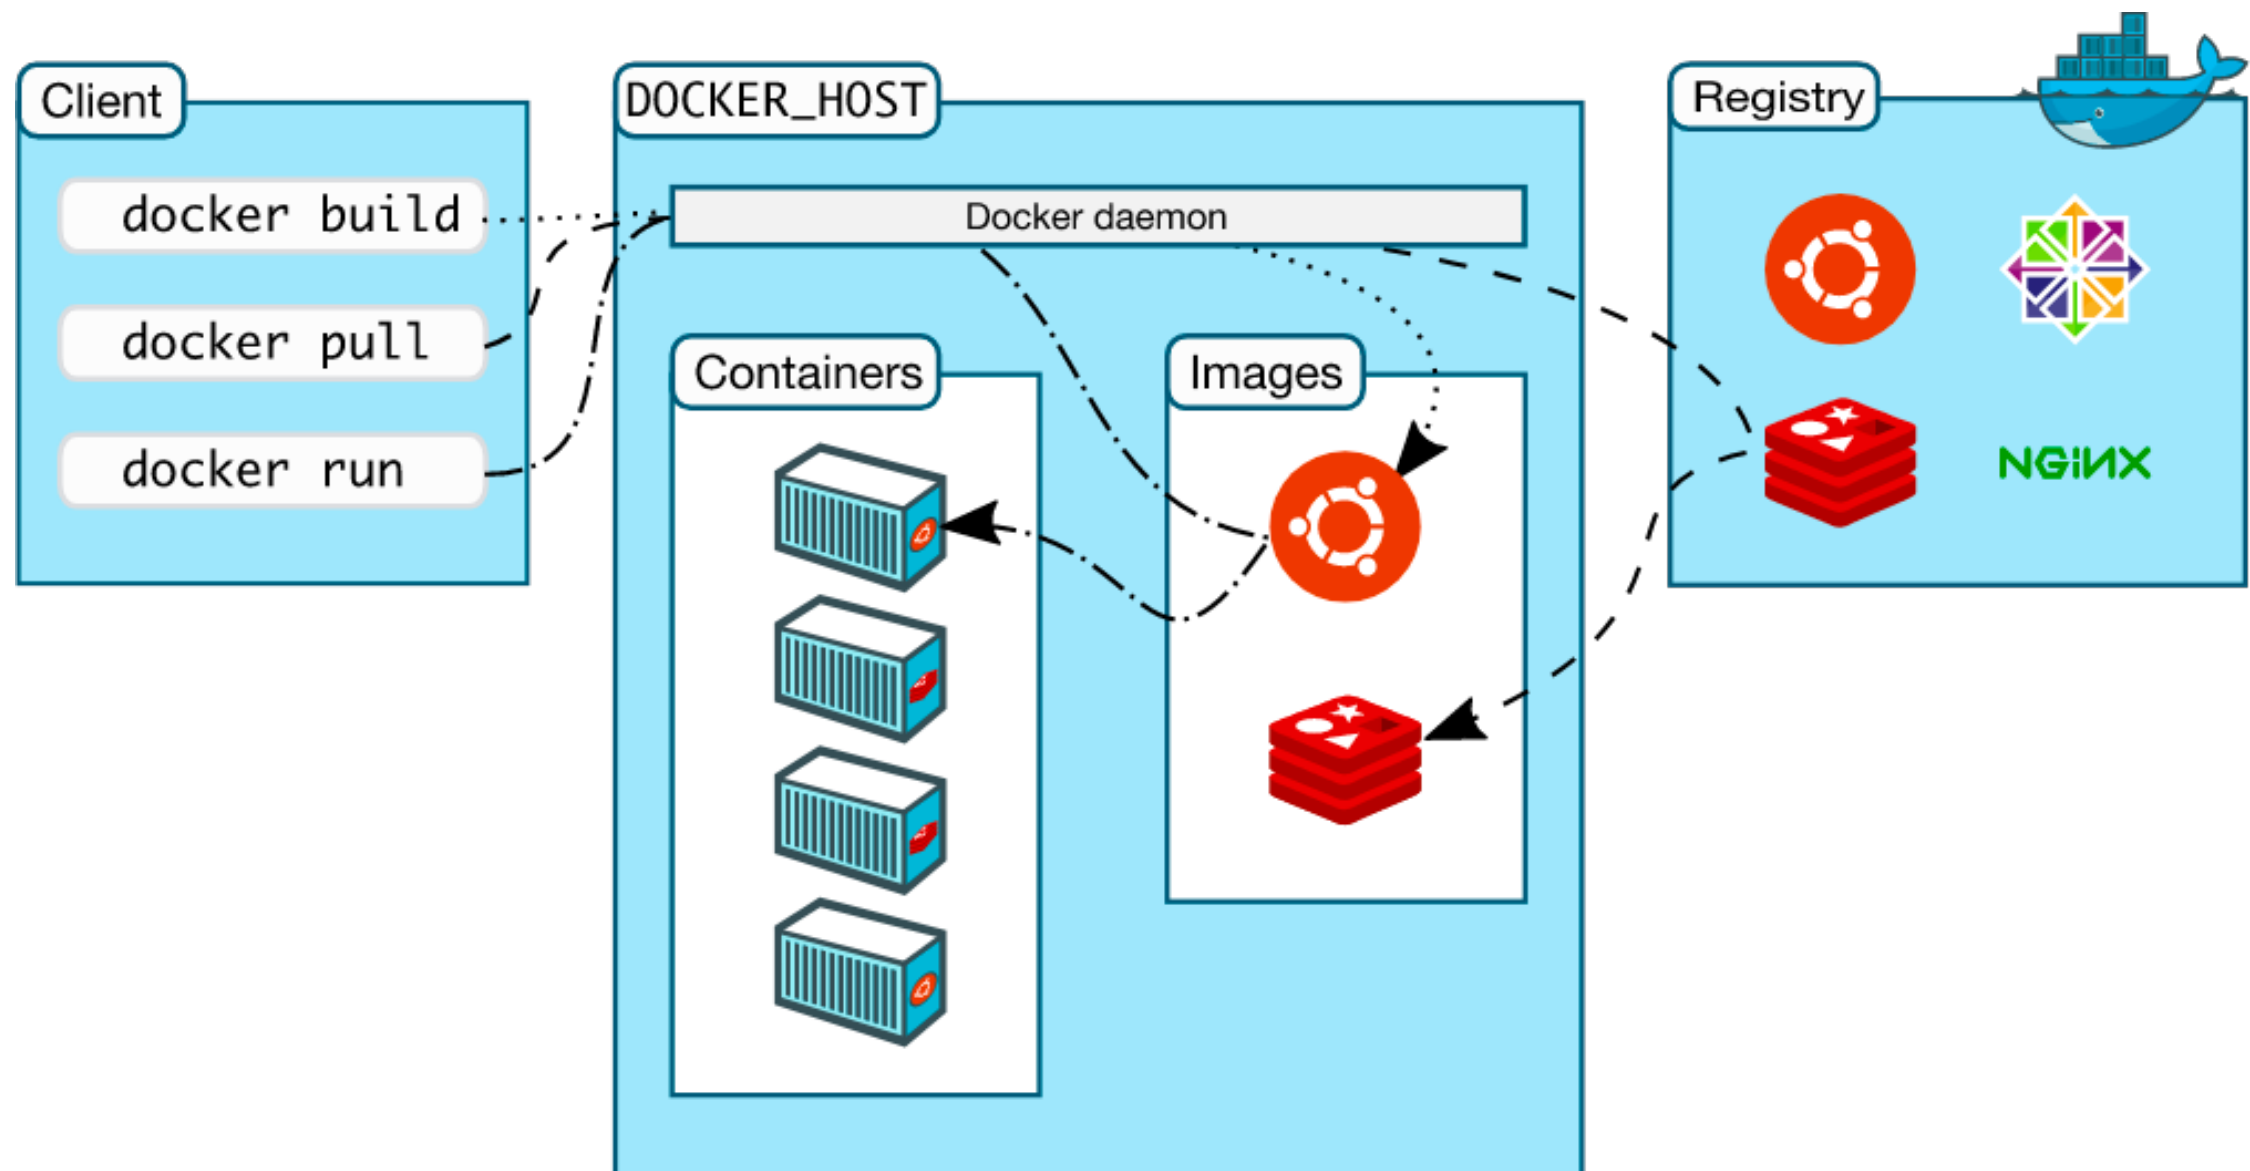 Client
docker build
docker pull
docker run
DOCKER_HOST
Docker daemon
Containers
Images
Registry
NGiNX